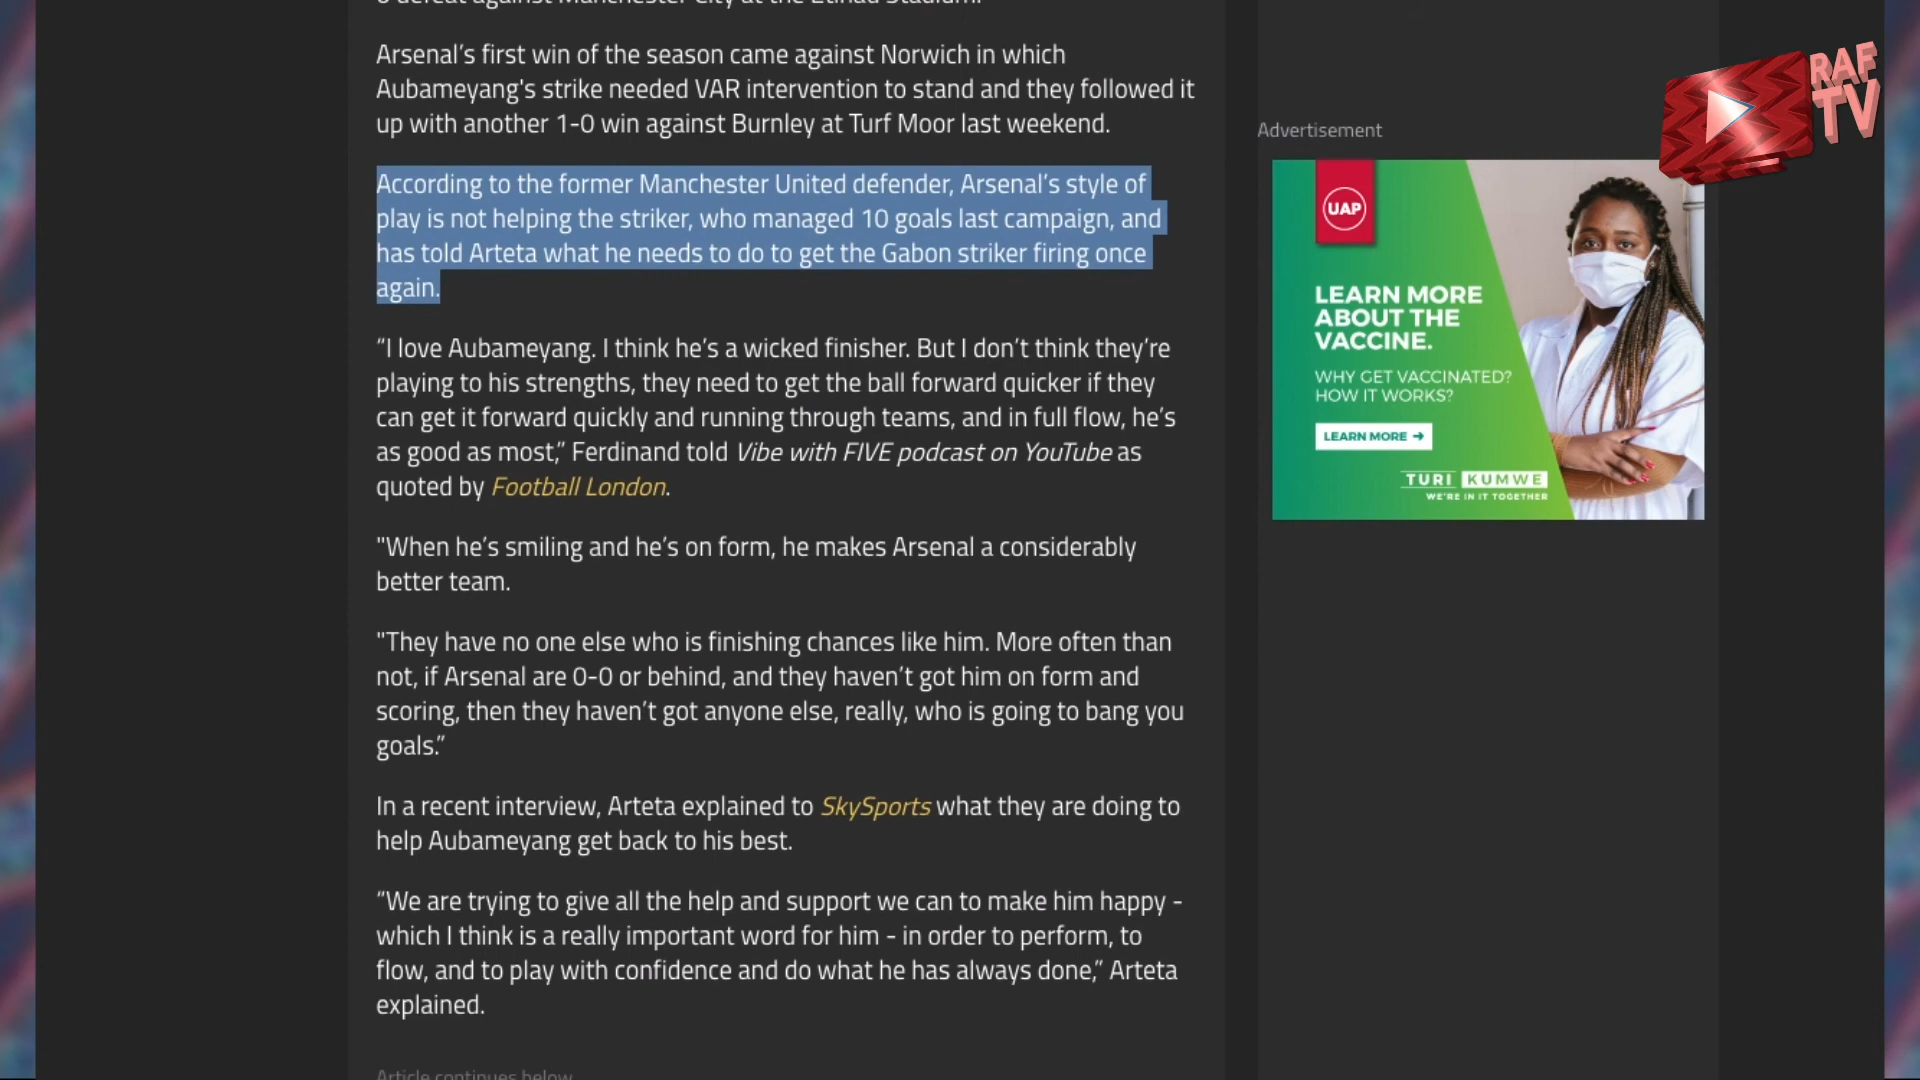 0 defeat against Manchester City at the Etihad Stadium.
Arsenal’s first win of the season came against Norwich in which
Aubameyang's strike needed VAR intervention to stand and they followed it
up with another 1-0 win against Burnley at Turf Moor last weekend.
According to the former Manchester United defender, Arsenal’s style of
play is not helping the striker, who managed 10 goals last campaign, and
has told Arteta what he needs to do to get the Gabon striker firing once
again.
“I love Aubameyang. I think he’s a wicked finisher. But I don’t think they’re
playing to his strengths, they need to get the ball forward quicker if they
can get it forward quickly and running through teams, and in full flow, he’s
as good as most,” Ferdinand told Vibe with FIVE podcast on YouTube as
quoted by Football London.
"When he’s smiling and he’s on form, he makes Arsenal a considerably
better team.
"They have no one else who is finishing chances like him. More often than
not, if Arsenal are 0-0 or behind, and they haven’t got him on form and
scoring, then they haven’t got anyone else, really, who is going to bang you
goals.”
In a recent interview, Arteta explained to SkySports what they are doing to
help Aubameyang get back to his best.
“We are trying to give all the help and support we can to make him happy -
which I think is a really important word for him - in order to perform, to
flow, and to play with confidence and do what he has always done,” Arteta
explained.
Article continues below
Advertisement
UAP
LEARN MORE
ABOUT THE
VACCINE.
WHY GET VACCINATED?
HOW IT WORKS?
LEARN MORE →
TURI KUMWE
WE'RE IN IT TOGETHER
RAF
TV